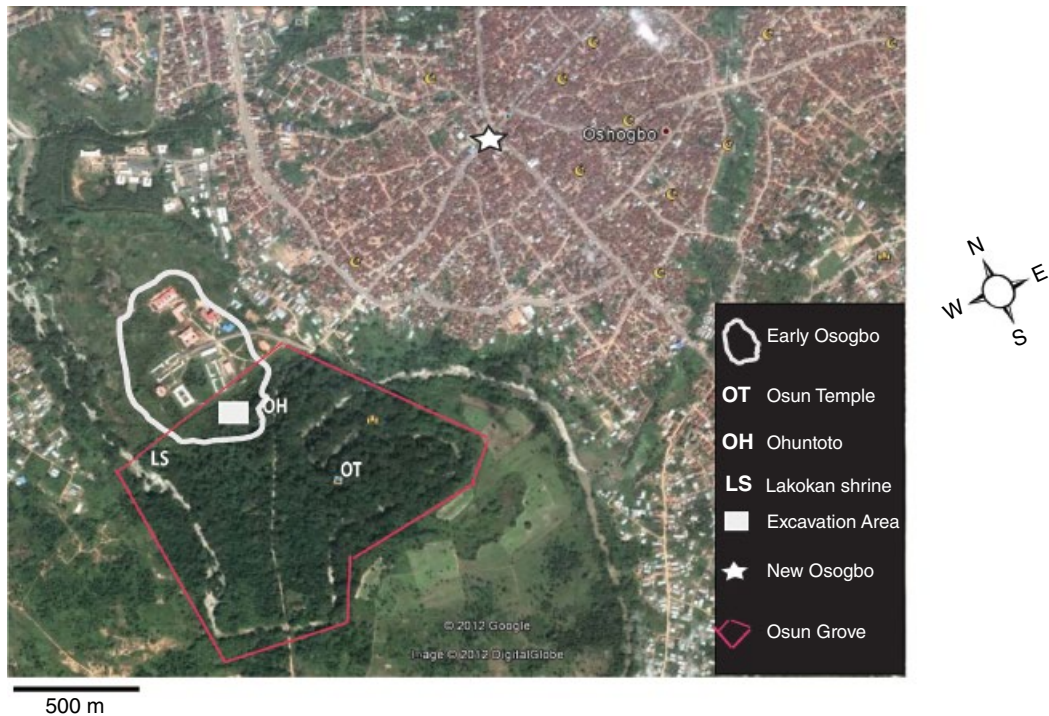 Oshogbo
N
E
W
S
Early Osogbo
OH
OT Osun Temple
OH Ohuntoto
LS
OT
LS Lakokan shrine
Excavation Area
New Osogbo
© 2012 Google
Osun Grove
Image © 2012 DigitalGlobe
500 m